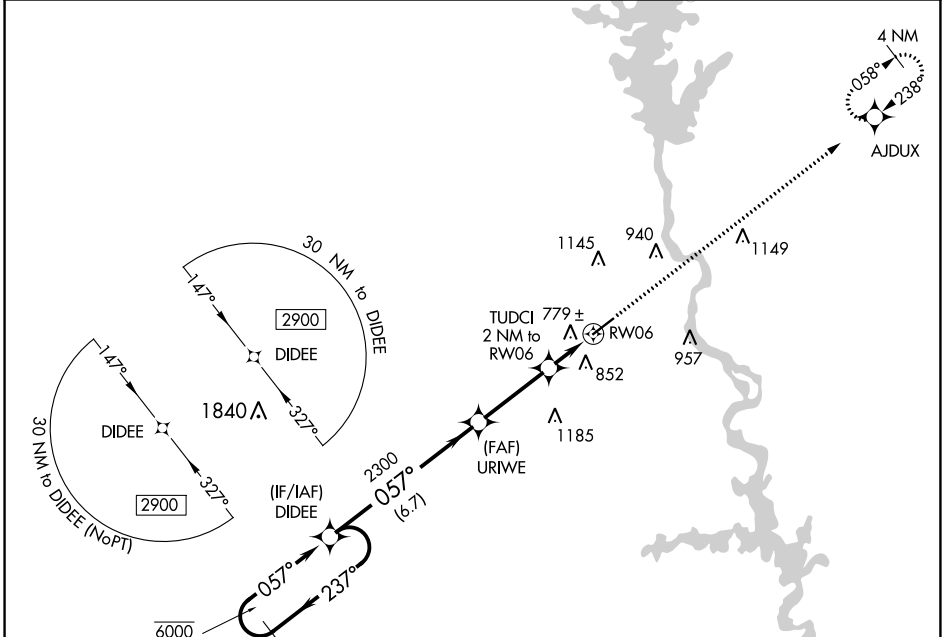 4 NM
058°
238°
AJDUX
1145
940
1149
30 NM to DIDEE
147°
2900
DIDEE
327°
TUDCI
2 NM to
RW06
779 ±
RW06
852
957
147°
1840
DIDEE
327°
2900
30 NM to DIDEE (NoPT)
1185
(FAF)
URIWE
2300
057°
(6.7)
(IF/IAF)
DIDEE
057°
237°
6000